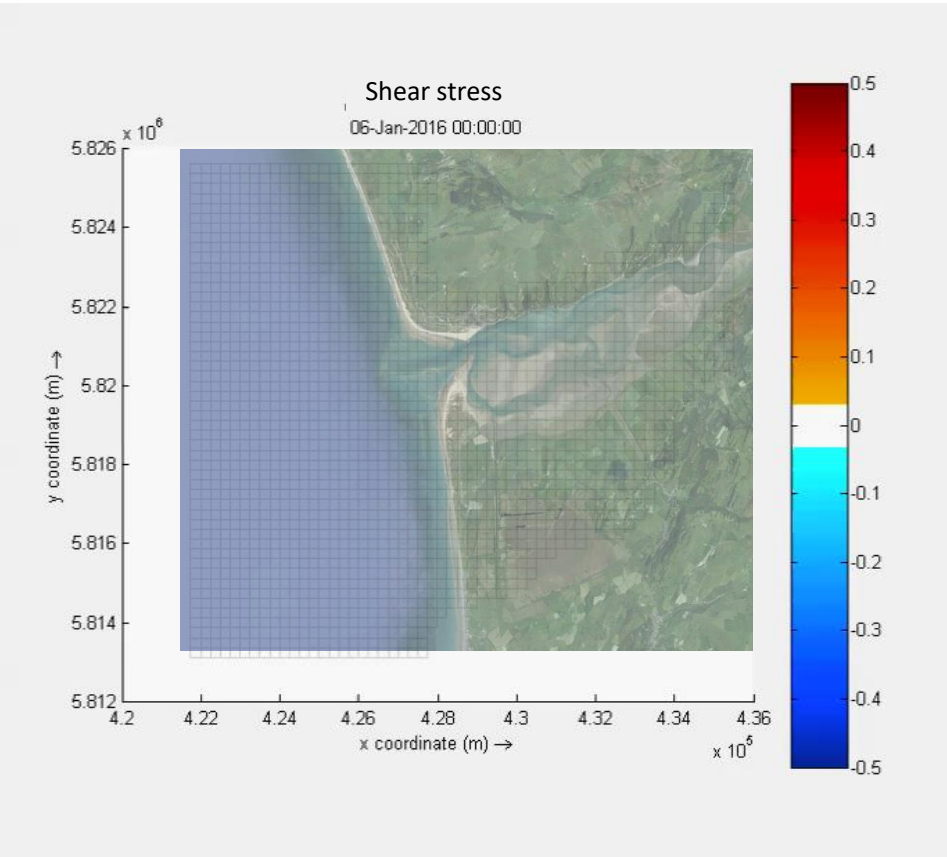 Shear stress
06-Jan-2016 00:00:00
x 10^6
5.826
5.824
5.822
5.82
5.818
5.816
5.814
5.812
y coordinate (m) →
4.2 4.22 4.24 4.26 4.28 4.3 4.32 4.34 4.36
x coordinate (m) →
x 10^5
0.5
0.4
0.3
0.2
0.1
0
-0.1
-0.2
-0.3
-0.4
-0.5